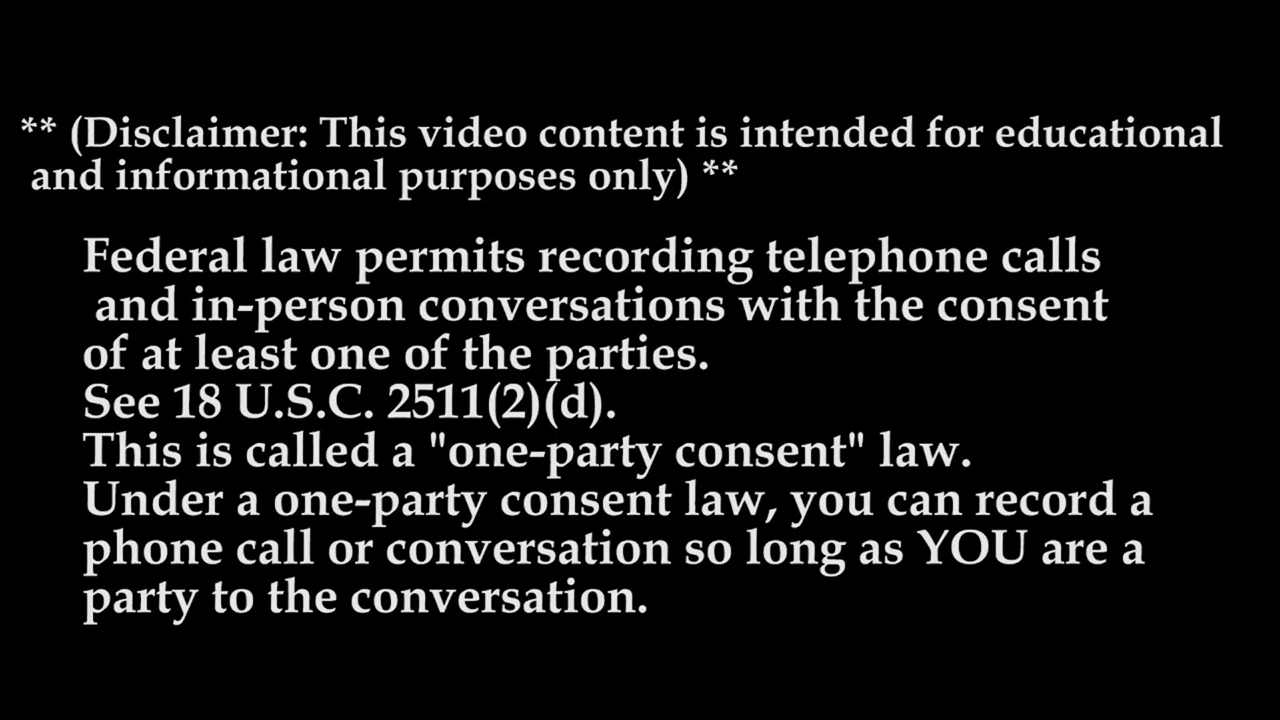 ** (Disclaimer: This video content is intended for educational
and informational purposes only) **
Federal law permits recording telephone calls
and in-person conversations with the consent
of at least one of the parties.
See 18 U.S.C. 2511(2)(d).
This is called a "one-party consent" law.
Under a one-party consent law, you can record a
phone call or conversation so long as YOU are a
party to the conversation.